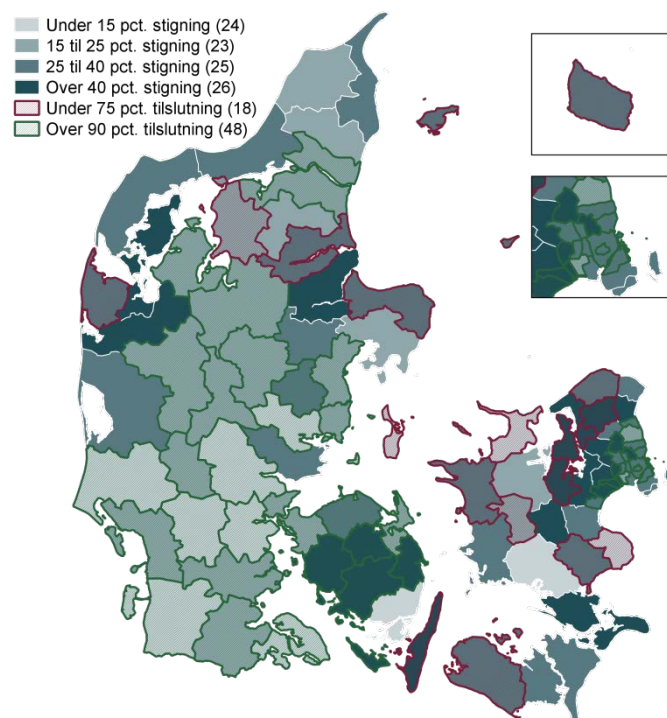 Under 15 pct. stigning (24)
15 til 25 pct. stigning (23)
25 til 40 pct. stigning (25)
Over 40 pct. stigning (26)
Under 75 pct. tilslutning (18)
Over 90 pct. tilslutning (48)